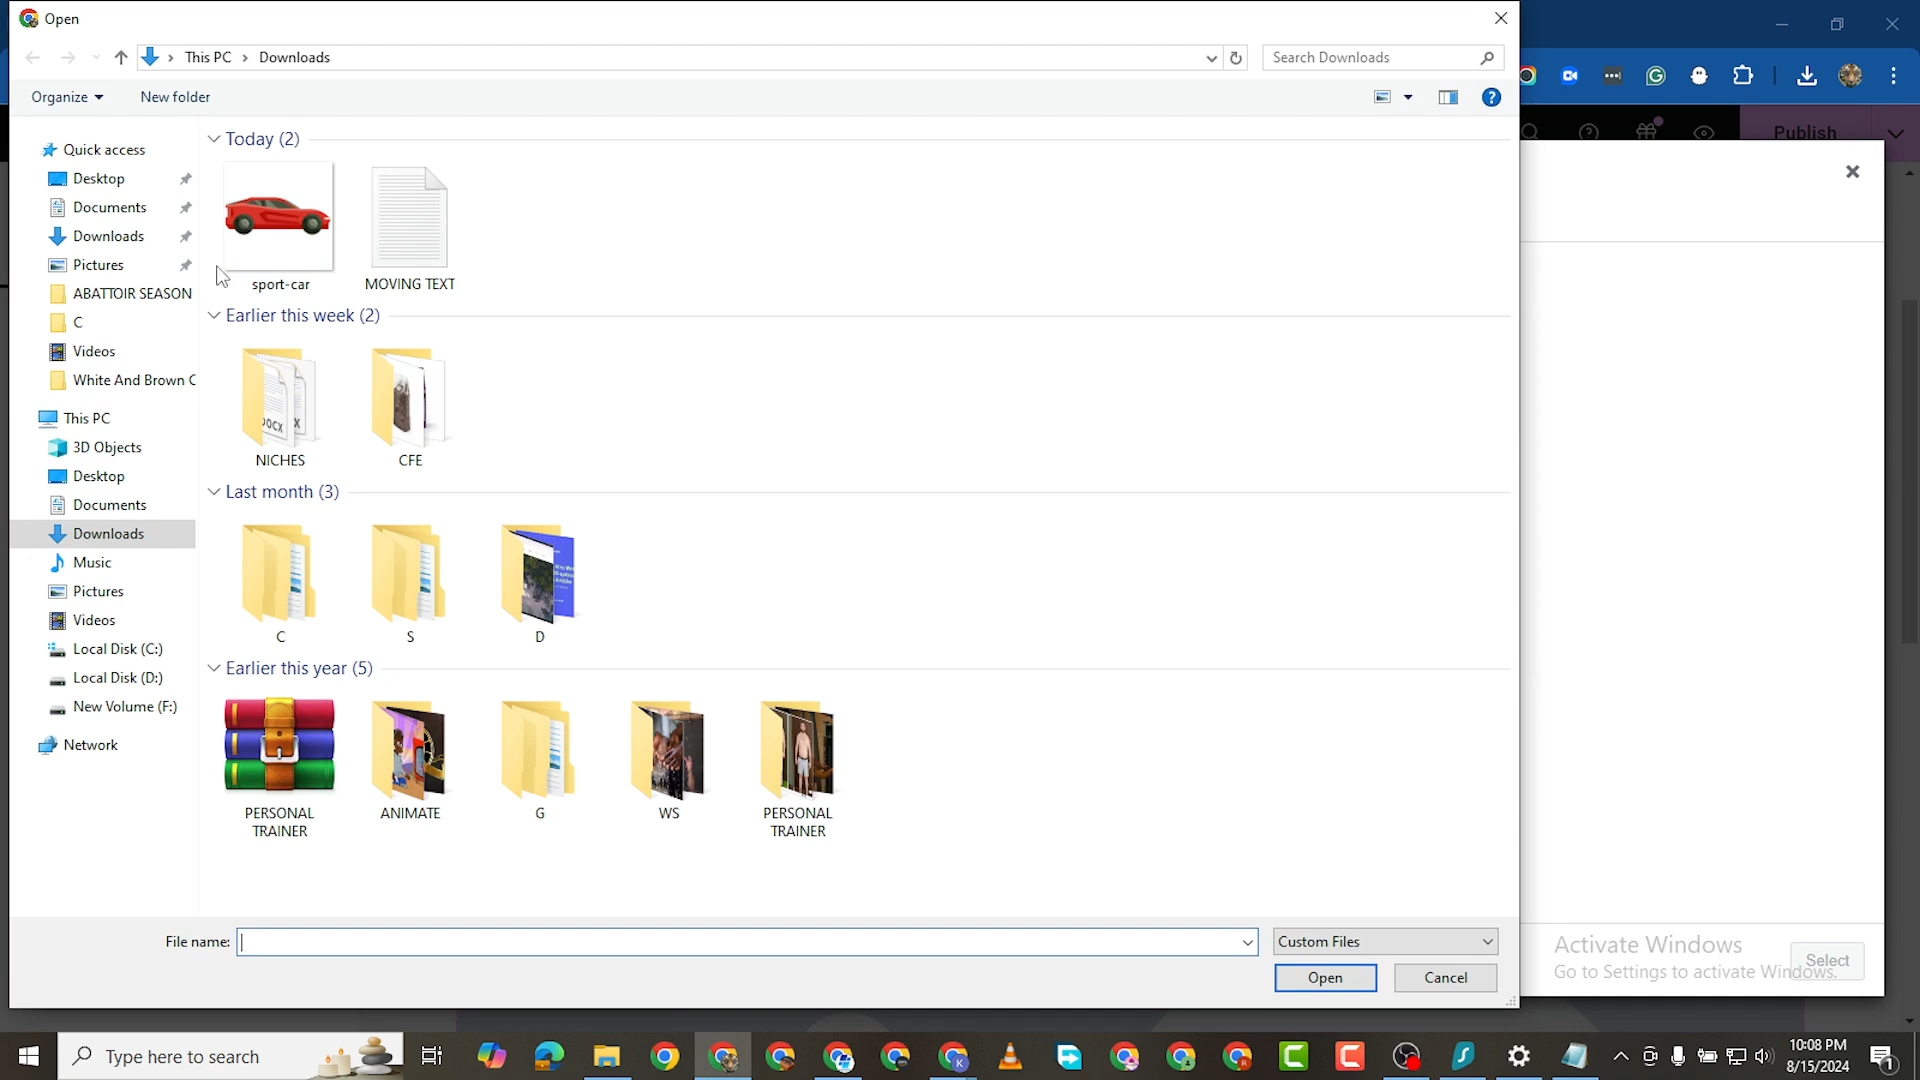 Open
This PC > Downloads
Search Downloads
Organize
New folder
Publish
Quick access
Desktop
Documents
Downloads
Pictures
ABATTOIR SEASON
C
Videos
White And Brown C
This PC
3D Objects
Desktop
Documents
Downloads
Music
Pictures
Videos
Local Disk (C:)
Local Disk (D:)
New Volume (F:)
Network
Today (2)
sport-car
MOVING TEXT
Earlier this week (2)
NICHES
CFE
Last month (3)
C
S
D
Earlier this year (5)
PERSONAL
TRAINER
ANIMATE
G
WS
PERSONAL
TRAINER
File name:
Custom Files
Open
Cancel
Activate Windows
Go to Settings to activate Windows.
Select
Type here to search
10:08 PM
8/15/2024
1